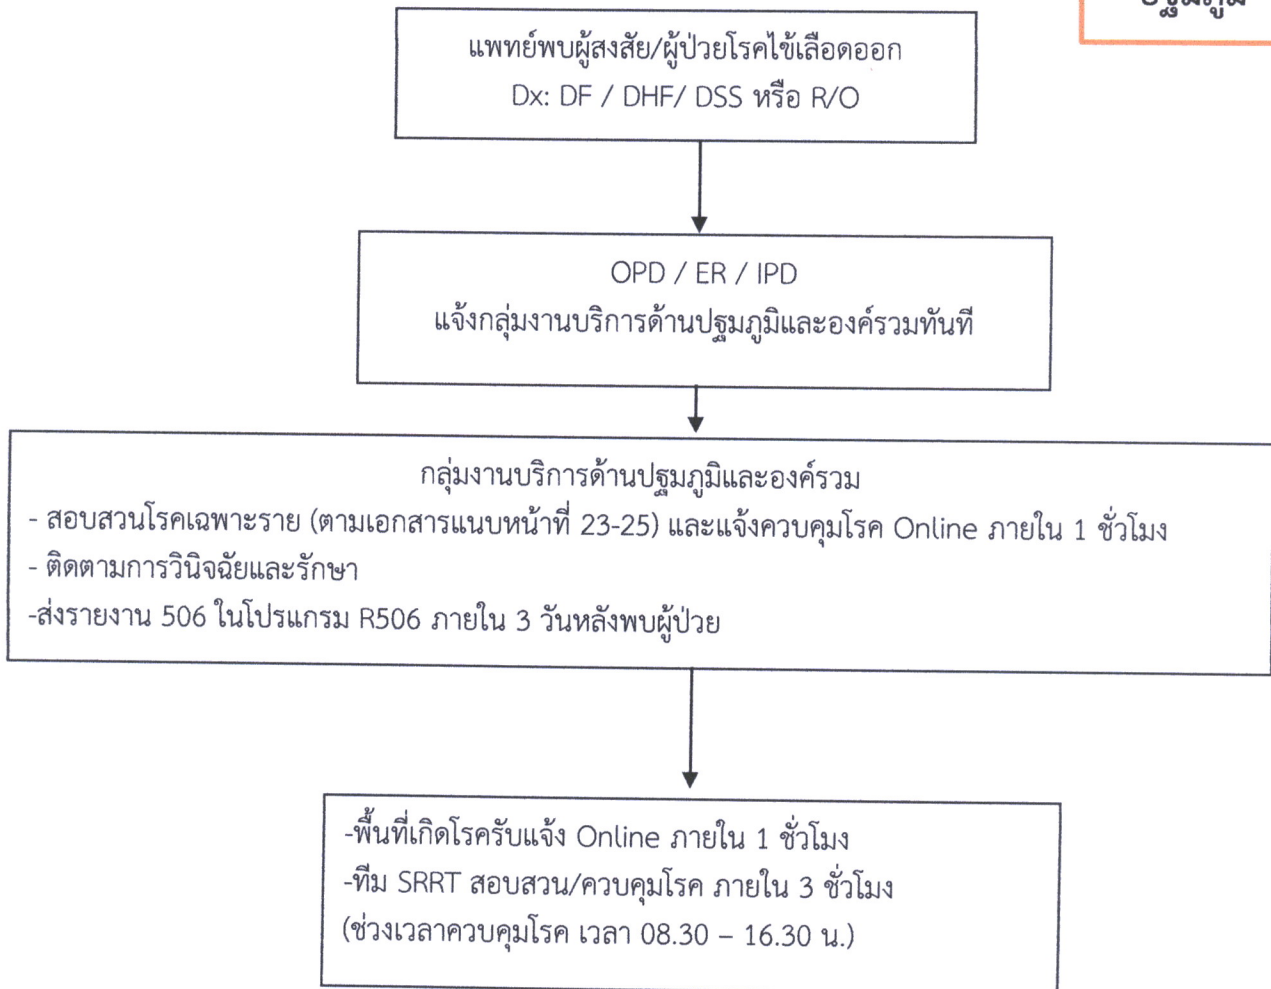 ปฐมภูมิ
แพทย์พบผู้สงสัย/ผู้ป่วยโรคไข้เลือดออก
Dx: DF / DHF/ DSS หรือ R/O
OPD / ER / IPD
แจ้งกลุ่มงานบริการด้านปฐมภูมิและองค์รวมทันที
กลุ่มงานบริการด้านปฐมภูมิและองค์รวม
- สอบสวนโรคเฉพาะราย (ตามเอกสารแนบหน้าที่ 23-25) และแจ้งควบคุมโรค Online ภายใน 1 ชั่วโมง
- ติดตามการวินิจฉัยและรักษา
-ส่งรายงาน 506 ในโปรแกรม R506 ภายใน 3 วันหลังพบผู้ป่วย
-พื้นที่เกิดโรครับแจ้ง Online ภายใน 1 ชั่วโมง
-ทีม SRRT สอบสวน/ควบคุมโรค ภายใน 3 ชั่วโมง
(ช่วงเวลาควบคุมโรค เวลา 08.30 – 16.30 น.)